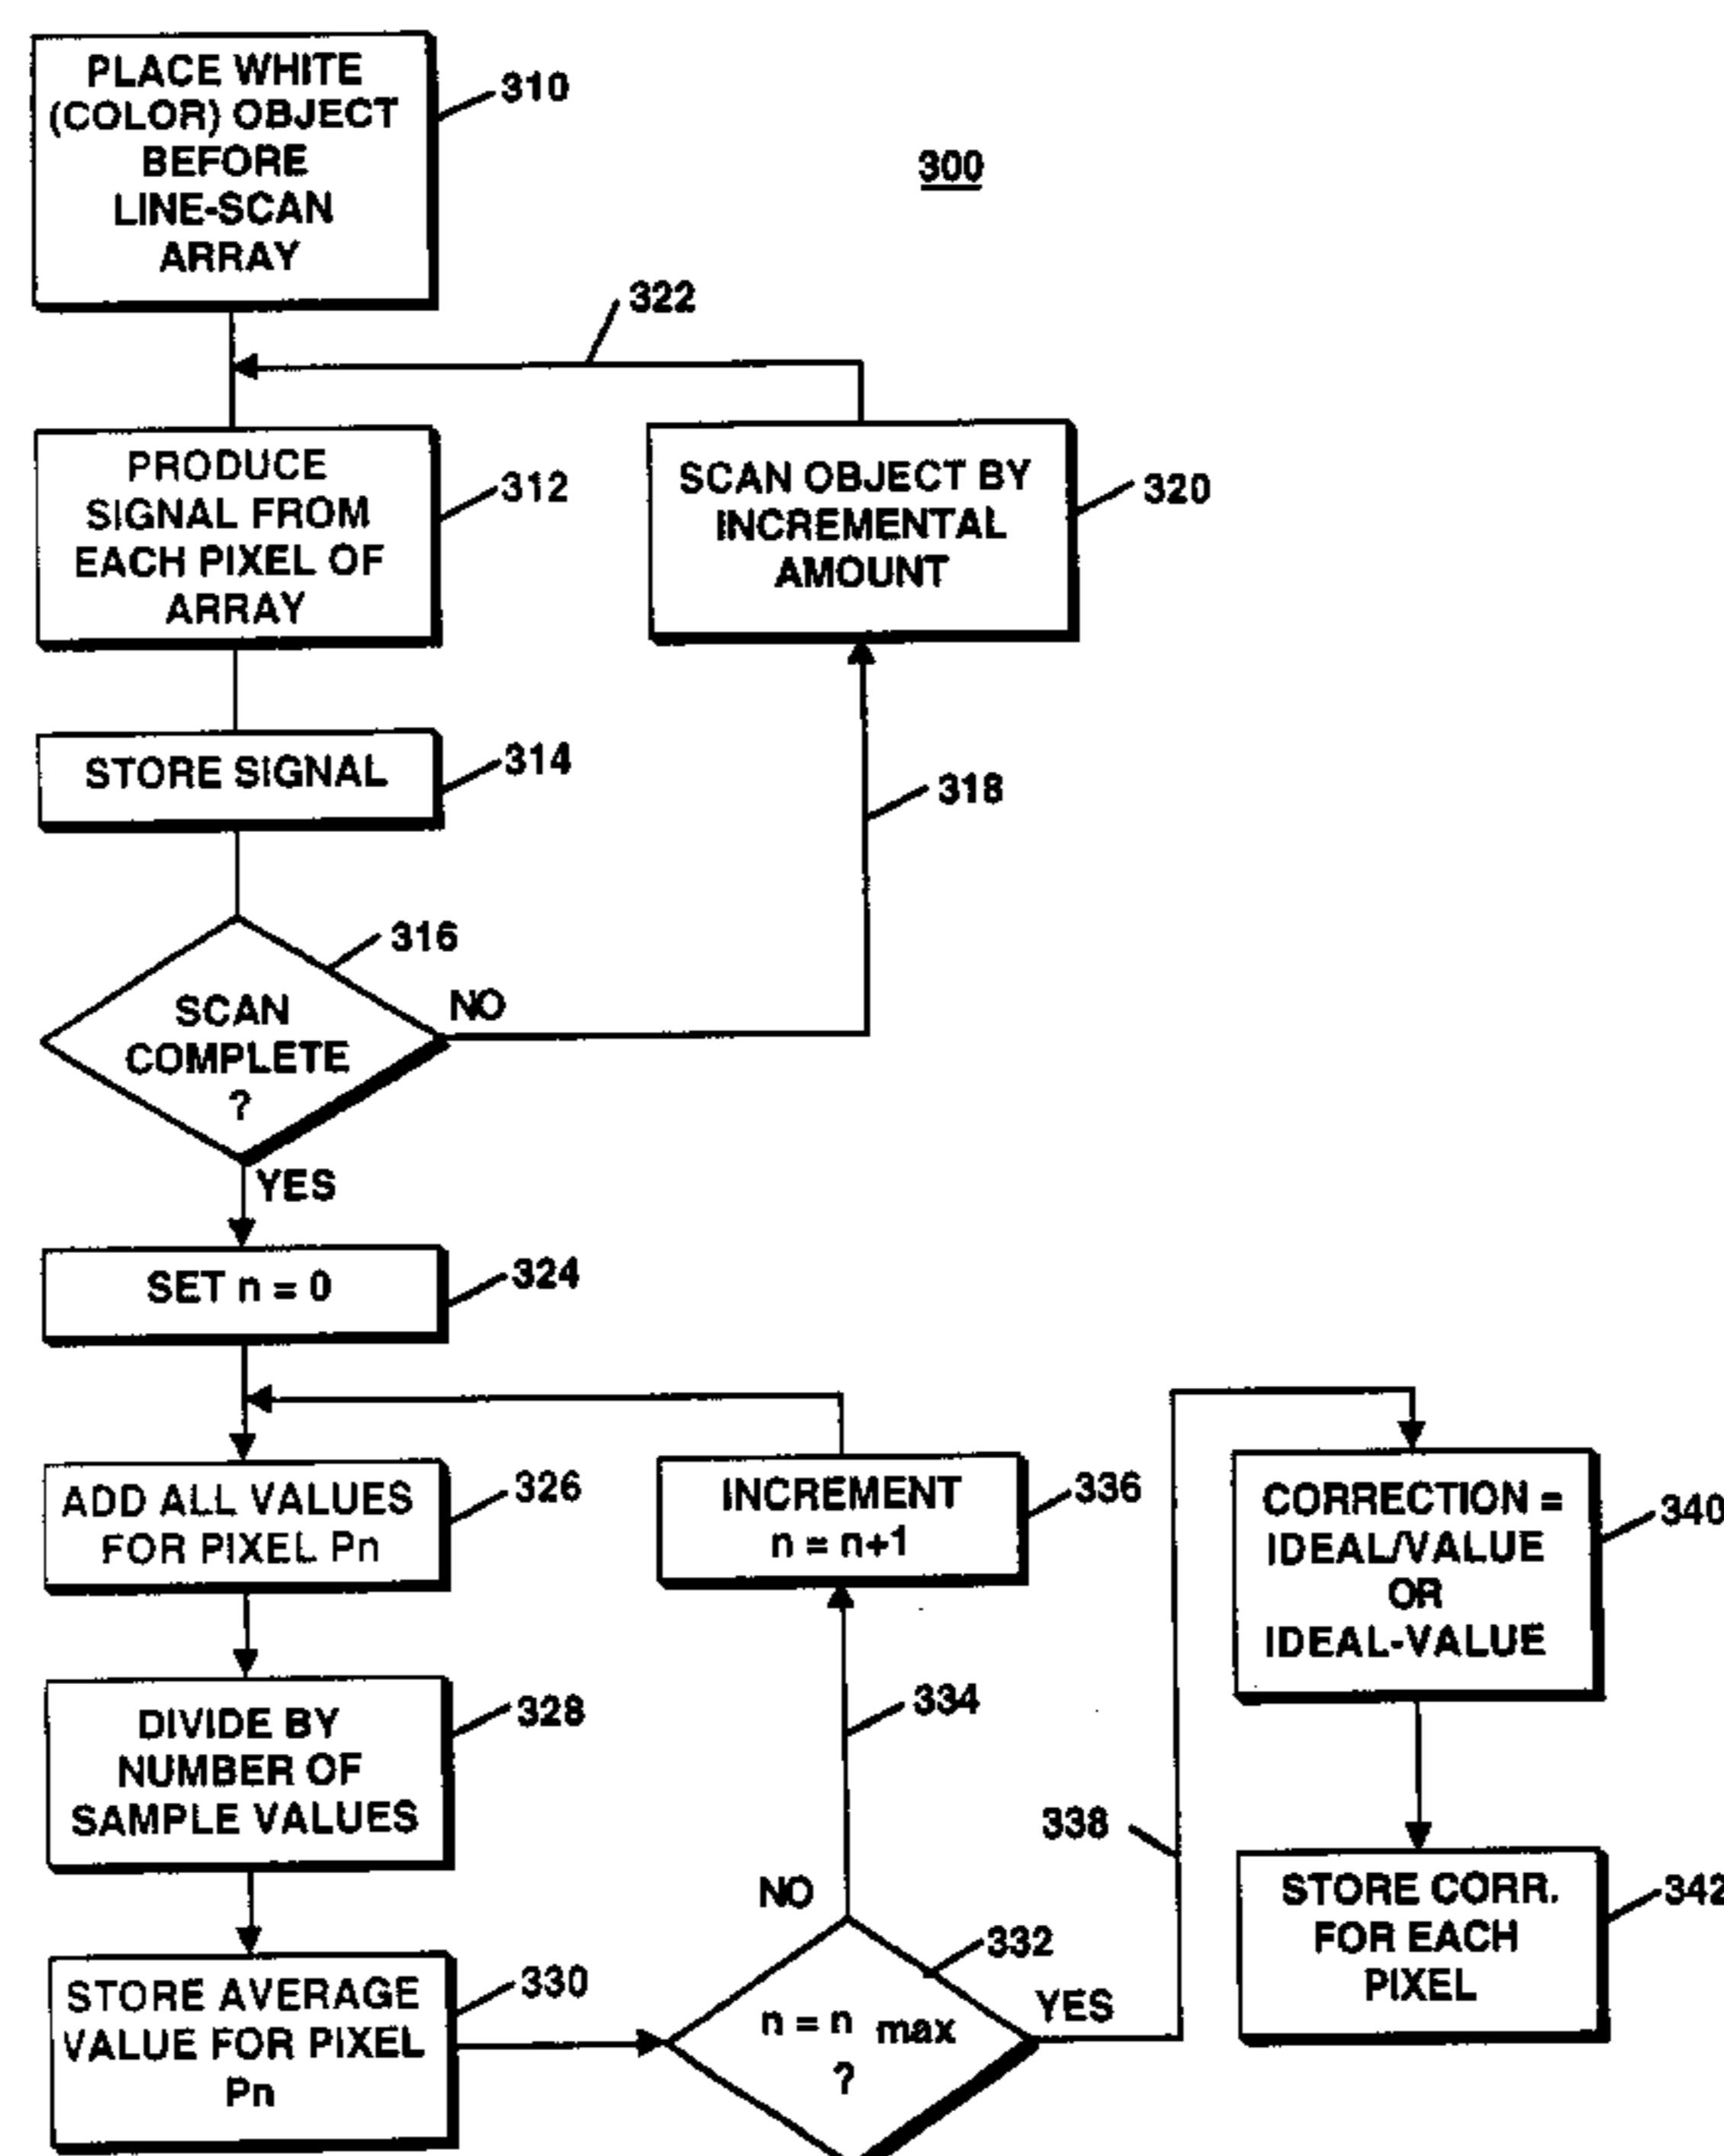 PLACE WHITE
(COLOR) OBJECT
BEFORE
LINE-SCAN
ARRAY
310
300
322
PRODUCE
SIGNAL FROM
EACH PIXEL OF
ARRAY
312
SCAN OBJECT BY
INCREMENTAL
AMOUNT
320
STORE SIGNAL
314
318
316
SCAN
COMPLETE
?
NO
YES
SET n = 0
324
ADD ALL VALUES
FOR PIXEL Pn
326
INCREMENT
n = n+1
336
CORRECTION =
IDEAL/VALUE
OR
IDEAL-VALUE
340
DIVIDE BY
NUMBER OF
SAMPLE VALUES
328
334
338
STORE AVERAGE
VALUE FOR PIXEL
Pn
330
NO
332
n = n max
?
YES
STORE CORR.
FOR EACH
PIXEL
342